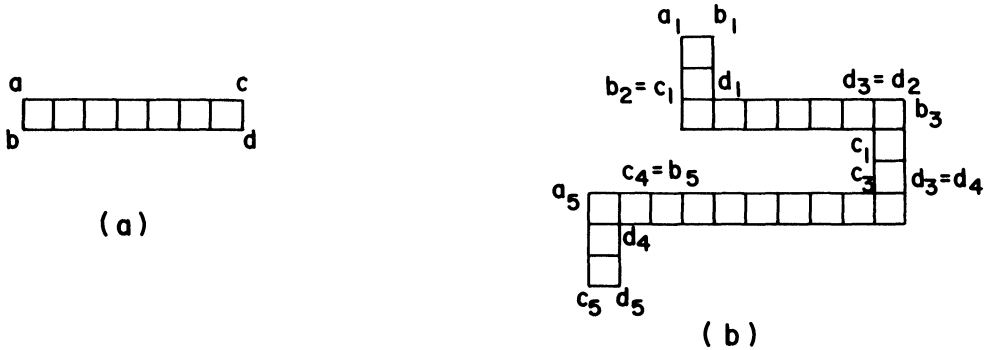 a c
b d
(a)
a₁ b₁
b₂ = c₁ d₁ d₃ = d₂
b₃
c₁
c₄ = b₅ c₃ d₃ = d₄
a₅
d₄
c₅ d₅
(b)